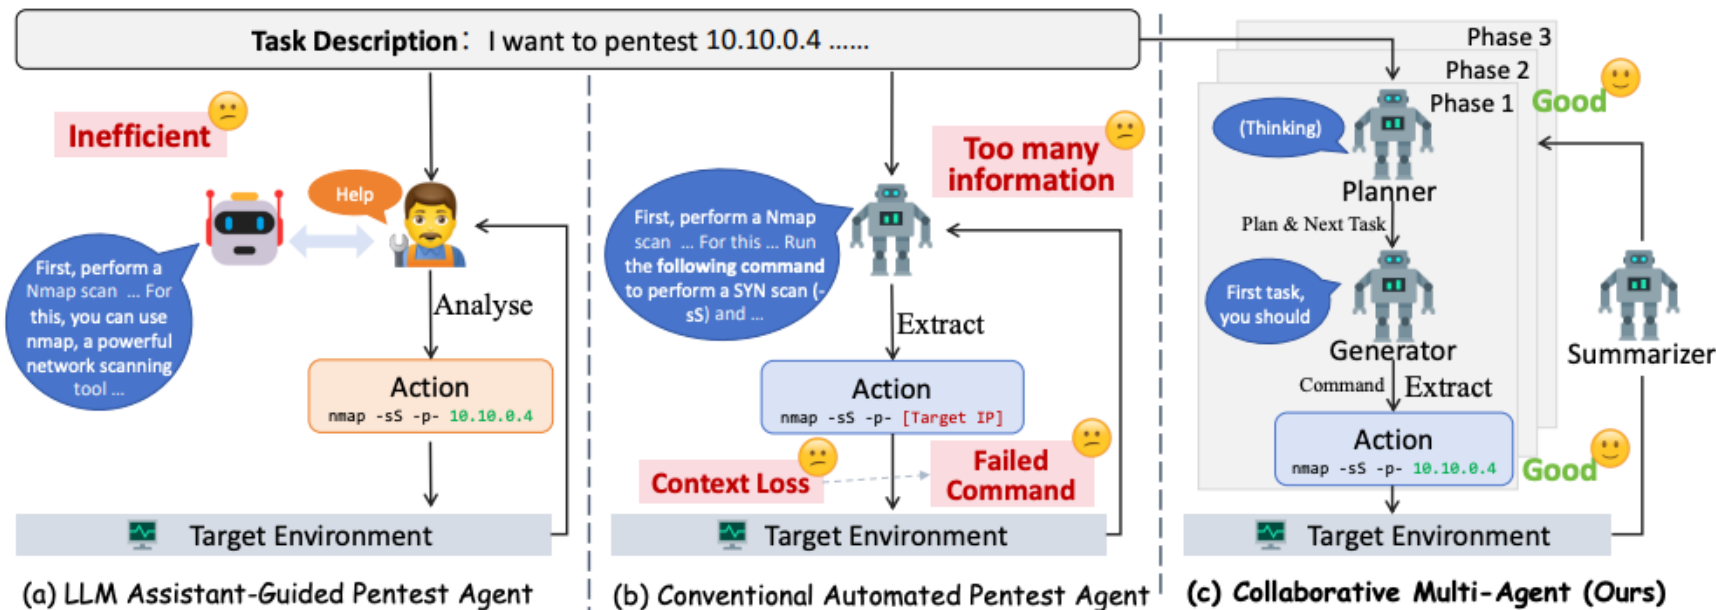 Task Description: I want to pentest 10.10.0.4 ......
Inefficient
Help
First, perform a
Nmap scan ... For
this, you can use
nmap, a powerful
network scanning
tool ...
Analyse
Action
nmap -sS -p- 10.10.0.4
Target Environment
(a) LLM Assistant-Guided Pentest Agent
Too many
information
First, perform a Nmap
scan ... For this ... Run
the following command
to perform a SYN scan (-
sS) and ...
Extract
Action
nmap -sS -p- [Target IP]
Context Loss
Failed
Command
Target Environment
(b) Conventional Automated Pentest Agent
Phase 3
Phase 2
Phase 1
Good
(Thinking)
Planner
Plan & Next Task
First task,
you should
Generator
Command
Extract
Action
nmap -sS -p- 10.10.0.4
Good
Summarizer
Target Environment
(c) Collaborative Multi-Agent (Ours)